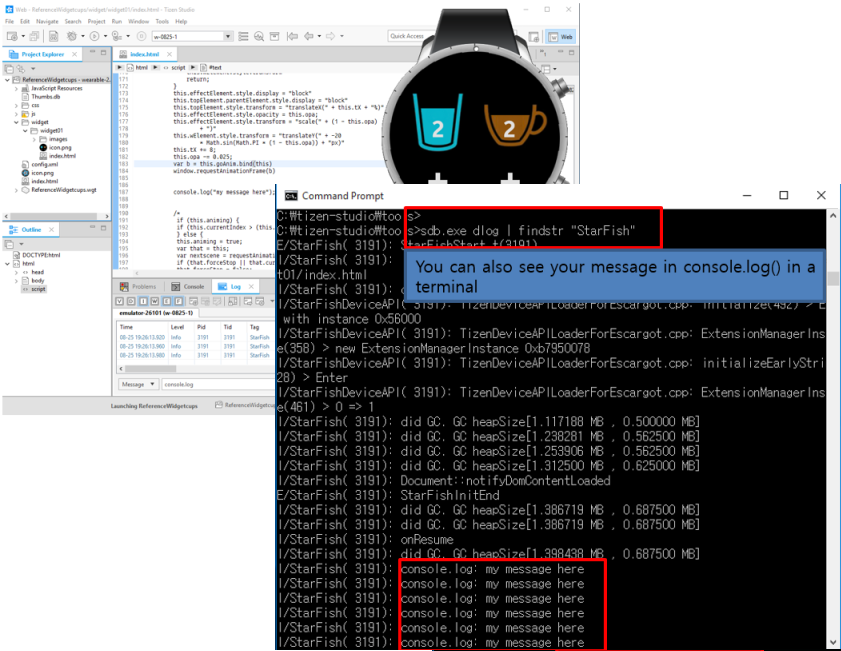 Web - ReferenceWidgetcups/widget/widget01/index.html - Tizen Studio
File Edit Navigate Search Project Run Window Tools Help
w-0825-1
Quick Access
Web
Project Explorer
ReferenceWidgetcups - wearable-2.
JavaScript Resources
Thumbs.db
css
js
widget
widget01
images
icon.png
index.html
config.xml
icon.png
index.html
ReferenceWidgetcups.wgt
Outline
DOCTYPE:html
html
head
body
script
index.html
html script #text
171 return;
172 }
173 this.effectElement.style.display = "block"
174 this.topElement.parentElement.style.display = "block"
175 this.topElement.style.transform = "translateX(" + this.tX + "%)"
176 this.effectElement.style.opacity = this.opa;
177 this.effectElement.style.transform = "scale(" + (1 - this.opa)
178 + ")"
179 this.wElement.style.transform = "translateY(" + -20
180 * Math.sin(Math.PI * (1 - this.opa)) + "px)"
181 this.tX += 8;
182 this.opa -= 0.025;
183 var b = this.goAnim.bind(this)
184 window.requestAnimationFrame(b)
185
186
187 console.log("my message here");
188
189
190 /*
191 if (this.animing) {
192 if (this.currentIndex > (this.
193 } else {
194 this.animing = true;
195 var that = this;
196 var nextscene = requestAnimati
197 if (that.forceStop || that.cur
2
2
Problems Console Log
V D I W E F
emulator-26101 (w-0825-1)
Time Level Pid Tid Tag
08-25 19:26:13.920 Info 3191 3191 StarFish
08-25 19:26:13.960 Info 3191 3191 StarFish
08-25 19:26:13.980 Info 3191 3191 StarFish
Message console.log
Launching ReferenceWidgetcups
ReferenceWidgetcup
Command Prompt
C:₩tizen-studio₩tools>
C:₩tizen-studio₩tools>sdb.exe dlog | findstr "StarFish"
E/StarFish( 3191): StarFishStart t(3191)
I/StarFish( 3191):
t01/index.html
You can also see your message in console.log() in a
terminal
I/StarFish( 3191):
I/StarFishDeviceAPI( 3191): TizenDeviceAPILoaderForEscargot.cpp: initialize(492) > E
with instance 0x56000
I/StarFishDeviceAPI( 3191): TizenDeviceAPILoaderForEscargot.cpp: ExtensionManagerIns
e(358) > new ExtensionManagerInstance 0xb7950078
I/StarFishDeviceAPI( 3191): TizenDeviceAPILoaderForEscargot.cpp: initializeEarlyStri
28) > Enter
I/StarFishDeviceAPI( 3191): TizenDeviceAPILoaderForEscargot.cpp: ExtensionManagerIns
e(461) > 0 => 1
I/StarFish( 3191): did GC. GC heapSize[1.117188 MB , 0.500000 MB]
I/StarFish( 3191): did GC. GC heapSize[1.238281 MB , 0.562500 MB]
I/StarFish( 3191): did GC. GC heapSize[1.253906 MB , 0.562500 MB]
I/StarFish( 3191): did GC. GC heapSize[1.312500 MB , 0.625000 MB]
I/StarFish( 3191): Document::notifyDomContentLoaded
E/StarFish( 3191): StarFishInitEnd
I/StarFish( 3191): did GC. GC heapSize[1.386719 MB , 0.687500 MB]
I/StarFish( 3191): did GC. GC heapSize[1.386719 MB , 0.687500 MB]
I/StarFish( 3191): onResume
I/StarFish( 3191): did GC. GC heapSize[1.398438 MB , 0.687500 MB]
I/StarFish( 3191): console.log: my message here
I/StarFish( 3191): console.log: my message here
I/StarFish( 3191): console.log: my message here
I/StarFish( 3191): console.log: my message here
I/StarFish( 3191): console.log: my message here
I/StarFish( 3191): console.log: my message here